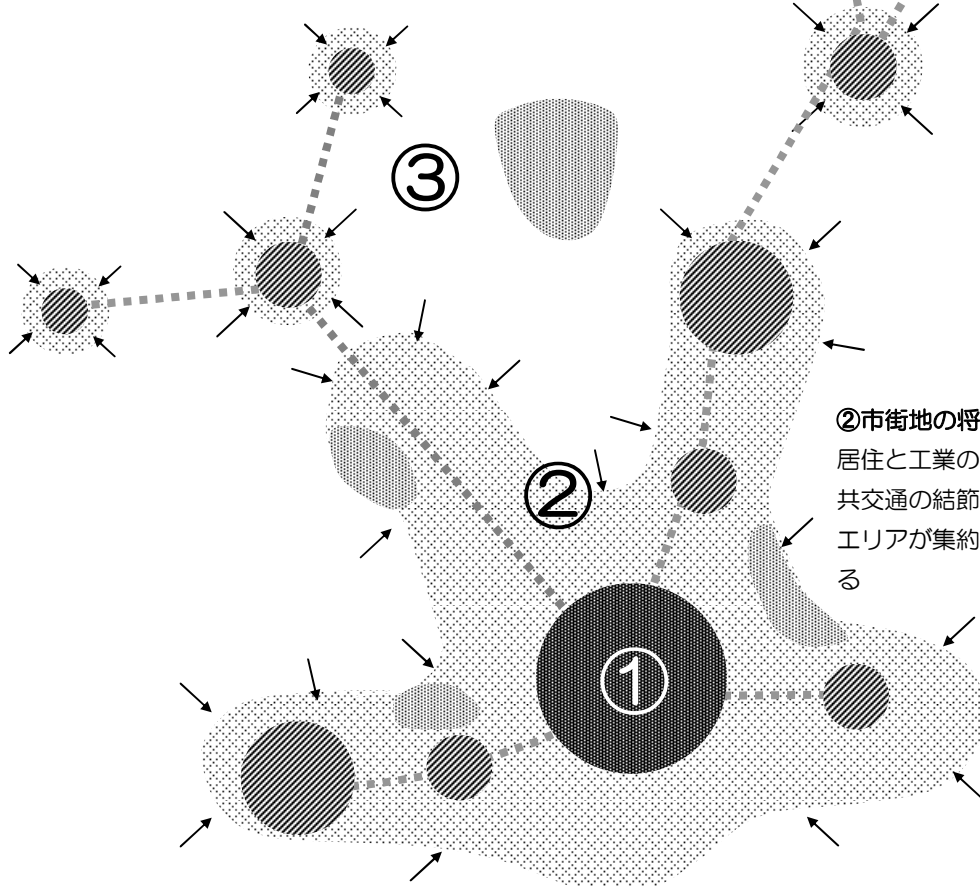 ③
②市街地の将
居住と工業の
共交通の結節
エリアが集約
る
②
①